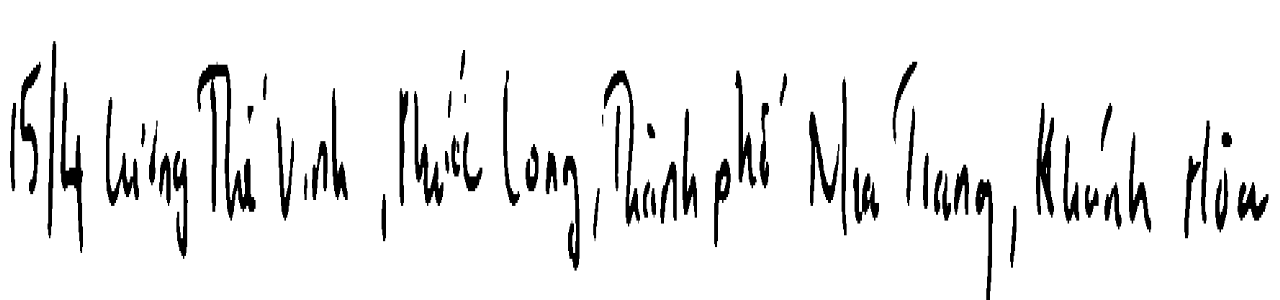 15/4 Lương Thế Vinh, Phước Long, Thành phố Nha Trang, Khánh Hòa